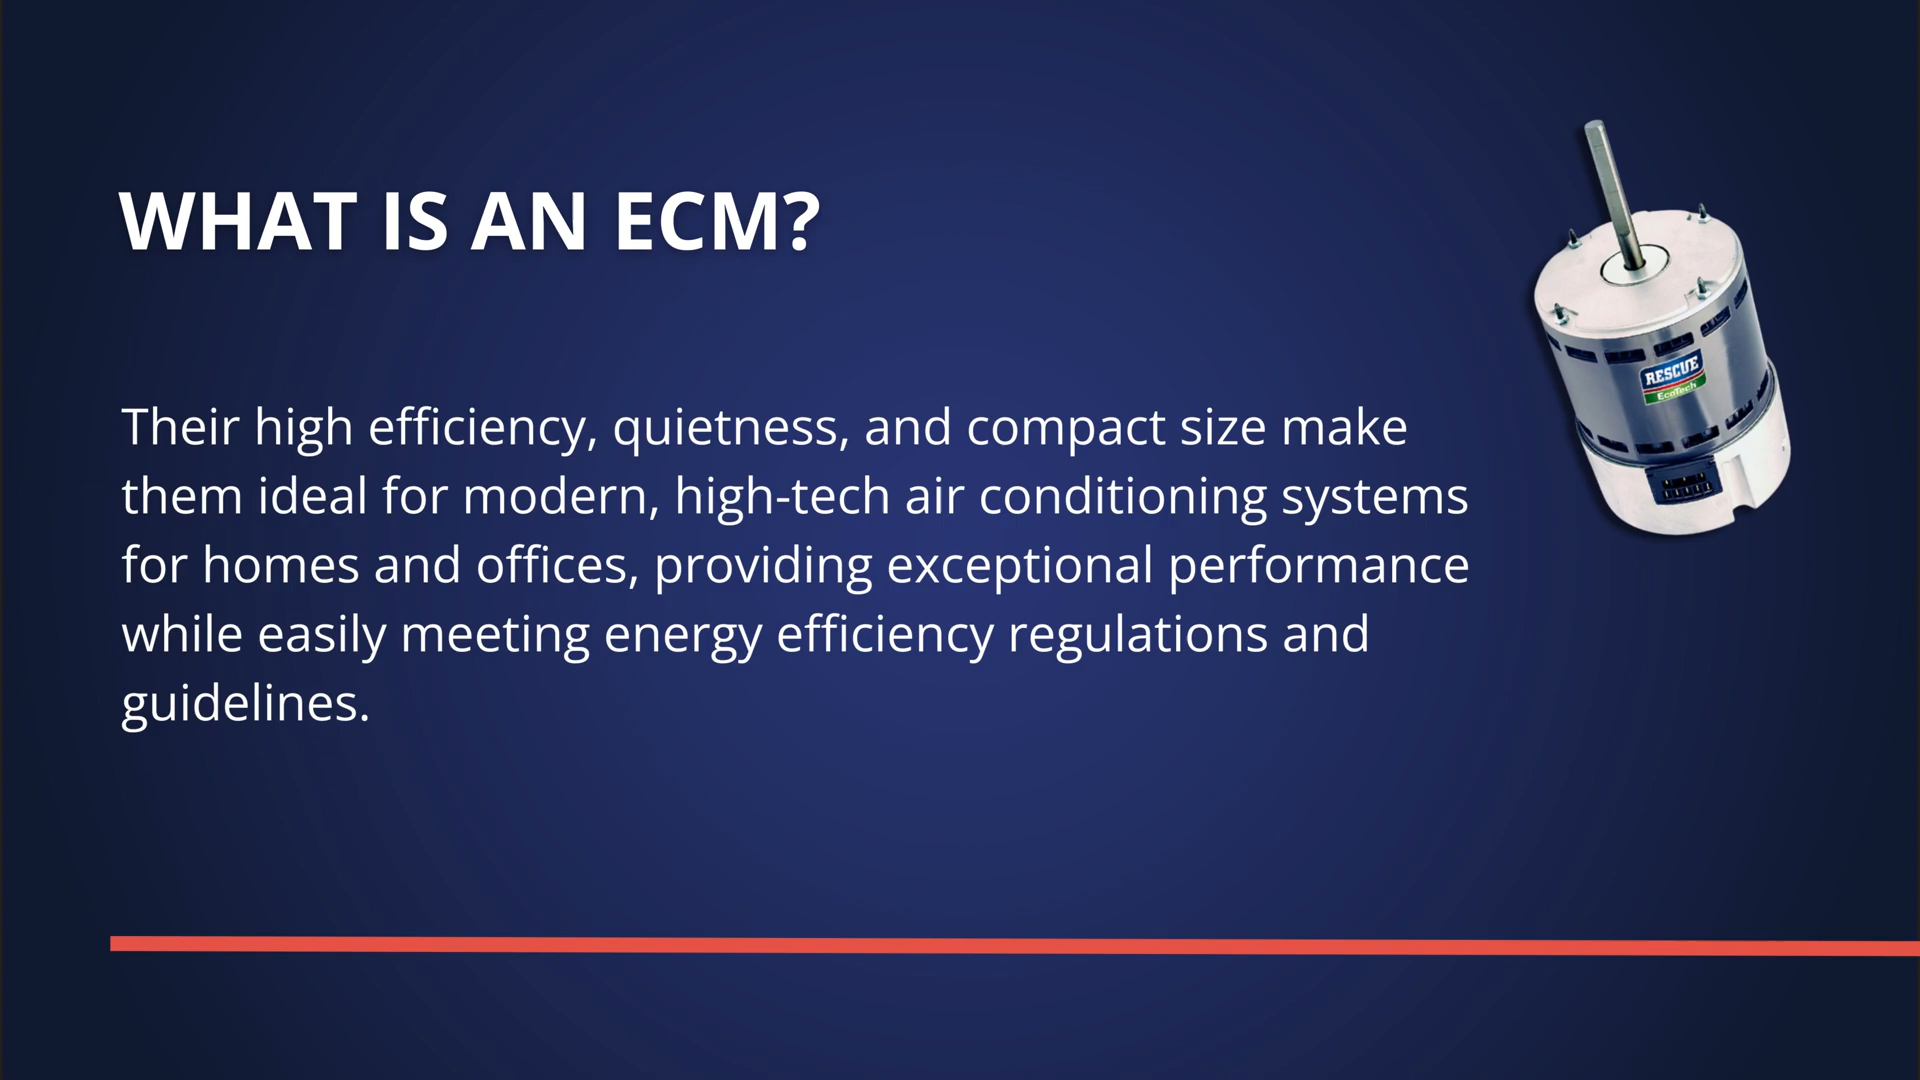 WHAT IS AN ECM?
Their high efficiency, quietness, and compact size make
them ideal for modern, high-tech air conditioning systems
for homes and offices, providing exceptional performance
while easily meeting energy efficiency regulations and
guidelines.
RESCUE
EcoTech